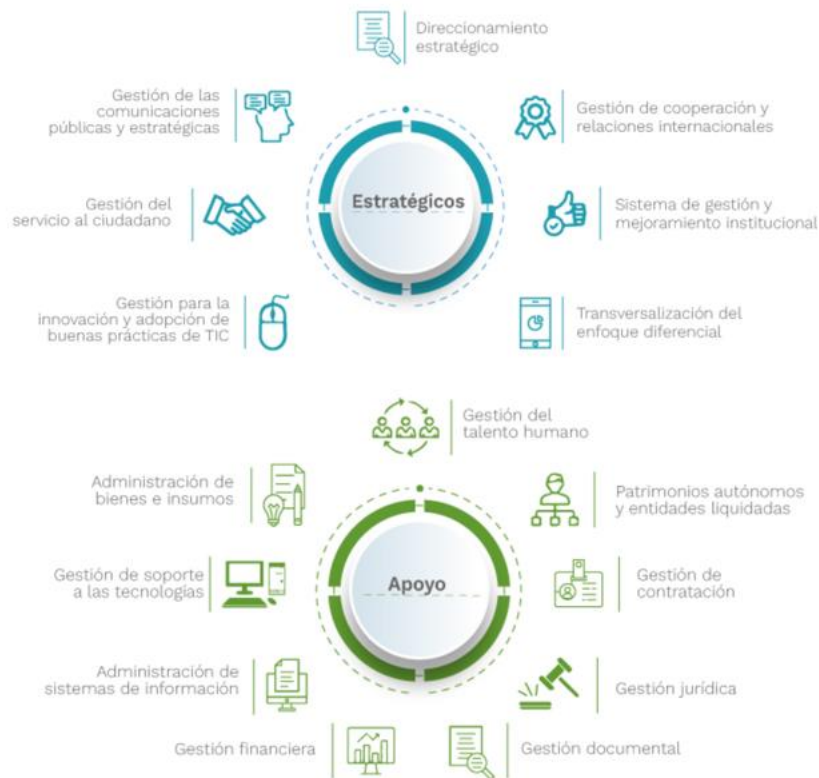 Direccionamiento
estratégico
Gestión de las
comunicaciones
públicas y estratégicas
Gestión de cooperación y
relaciones internacionales
Estratégicos
Gestión del
servicio al ciudadano
Sistema de gestión y
mejoramiento institucional
Gestión para la
innovación y adopción de
buenas prácticas de TIC
Transversalización del
enfoque diferencial
Gestión del
talento humano
Administración de
bienes e insumos
Patrimonios autónomos
y entidades liquidadas
Gestión de soporte
a las tecnologías
Apoyo
Gestión de
contratación
Administración de
sistemas de información
Gestión jurídica
Gestión financiera
Gestión documental